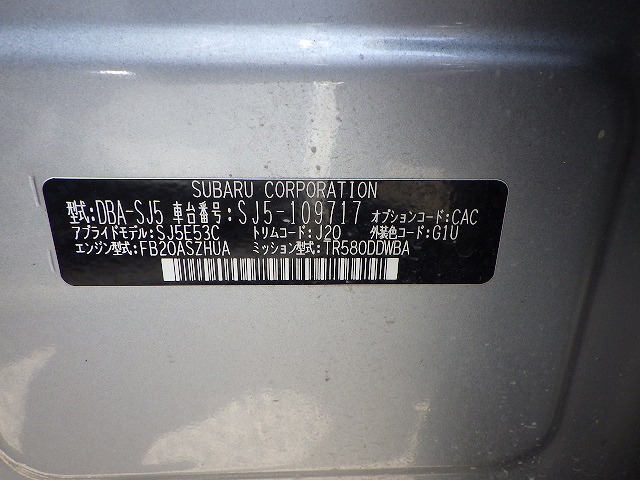 SUBARU CORPORATION
型式:DBA-SJ5 車台番号:SJ5-109717 オプションコード:CAC
アプライドモデル:SJ5E53C トリムコード:J20 外装色コード:G1U
エンジン型式:FB20ASZHUA ミッション型式:TR580DDWBA